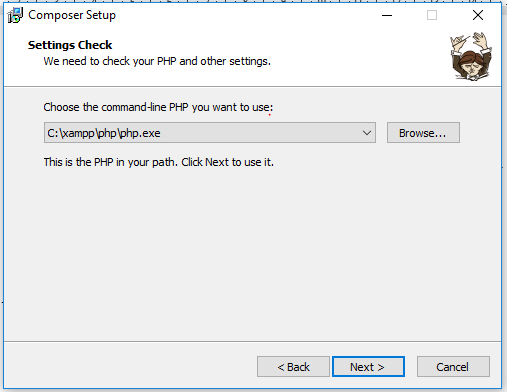 Composer Setup
Settings Check
We need to check your PHP and other settings.
Choose the command-line PHP you want to use:
C:\xampp\php\php.exe
Browse...
This is the PHP in your path. Click Next to use it.
< Back
Next >
Cancel